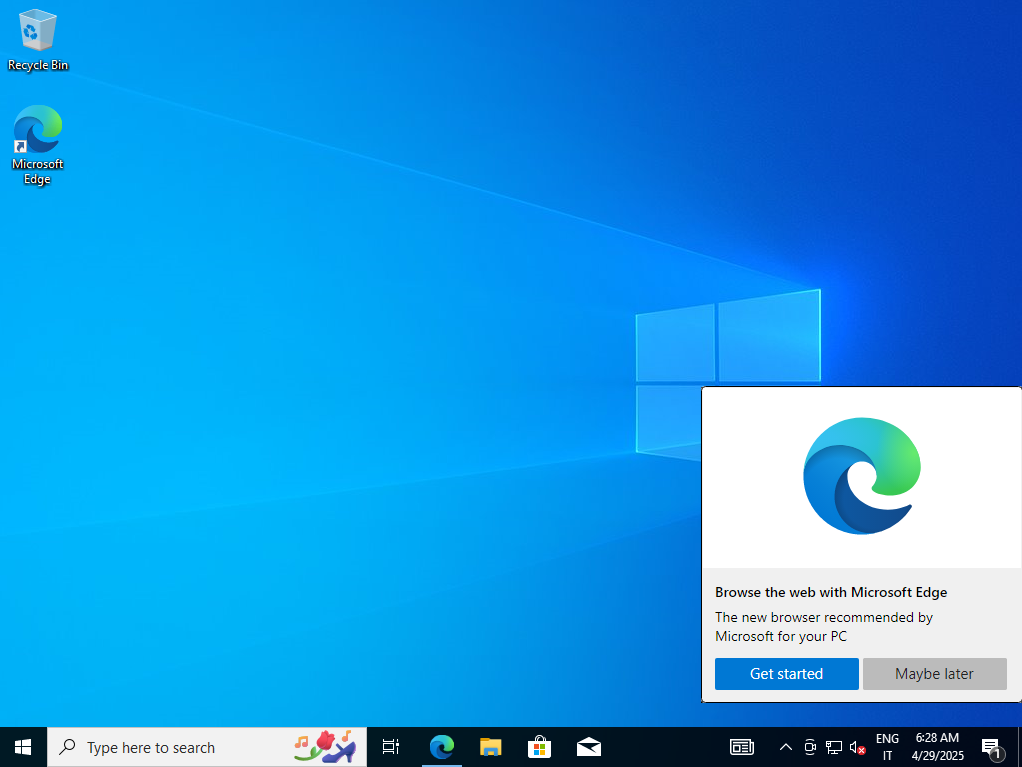 Recycle Bin
Microsoft
Edge
Browse the web with Microsoft Edge
The new browser recommended by
Microsoft for your PC
Get started
Maybe later
Type here to search
ENG
IT
6:28 AM
4/29/2025
1